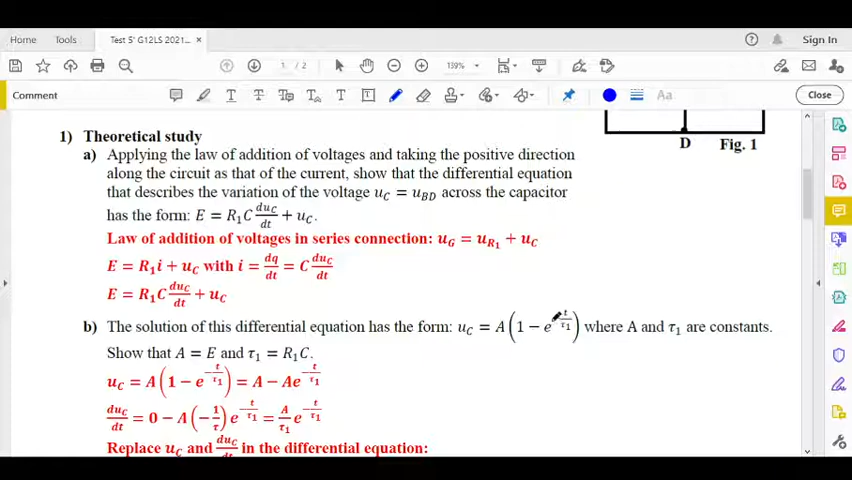 Home Tools Test 5' G12LS 2021... × Sign In
1 / 2 139%
Comment Aa Close
D Fig. 1
1) Theoretical study
a) Applying the law of addition of voltages and taking the positive direction
along the circuit as that of the current, show that the differential equation
that describes the variation of the voltage u_C = u_BD across the capacitor
has the form: E = R₁C du_C/dt + u_C.
Law of addition of voltages in series connection: u_G = u_R₁ + u_C
E = R₁i + u_C with i = dq/dt = C du_C/dt
E = R₁C du_C/dt + u_C
b) The solution of this differential equation has the form: u_C = A(1 − e^(−t/τ₁)) where A and τ₁ are constants.
Show that A = E and τ₁ = R₁C.
u_C = A(1 − e^(−t/τ₁)) = A − Ae^(−t/τ₁)
du_C/dt = 0 − A(−1/τ) e^(−t/τ₁) = A/τ₁ e^(−t/τ₁)
Replace u_C and du_C/dt in the differential equation: